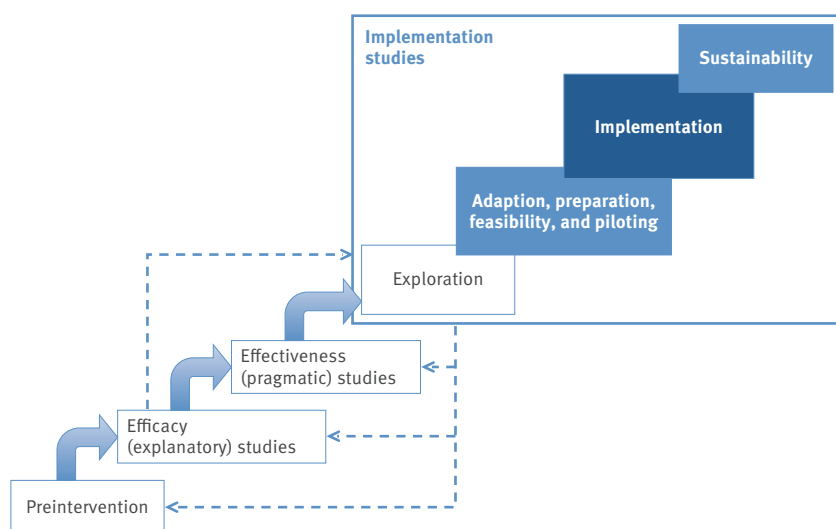 Implementation
studies
Sustainability
Implementation
Adaption, preparation,
feasibility, and piloting
Exploration
Effectiveness
(pragmatic) studies
Efficacy
(explanatory) studies
Preintervention